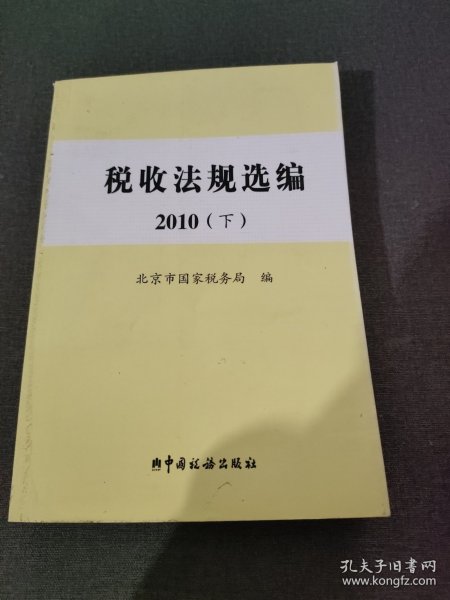 税收法规选编
2010（下）
北京市国家税务局 编
中国税务出版社
孔夫子旧书网
www.kongfz.com